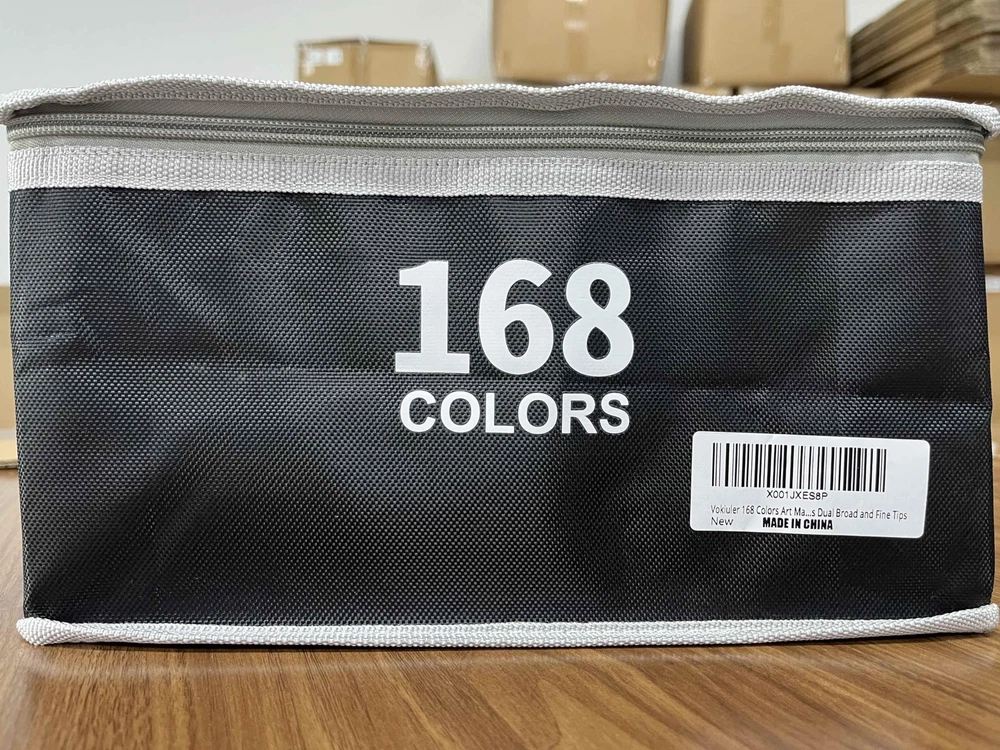 168
COLORS
X001JXES8P
Vokiuler 168 Colors Art Ma...s Dual Broad and Fine Tips
New
MADE IN CHINA